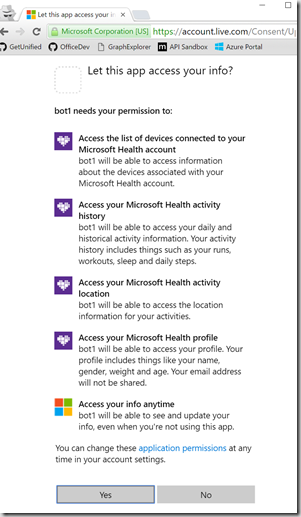 Let this app access your info
Microsoft Corporation [US] https://account.live.com/Consent/Up
GetUnified OfficeDev GraphExplorer API Sandbox Azure Portal
Let this app access your info?
bot1 needs your permission to:
Access the list of devices connected to your
Microsoft Health account
bot1 will be able to access information
about the devices associated with your
Microsoft Health account.
Access your Microsoft Health activity
history
bot1 will be able to access your daily and
historical activity information. Your activity
history includes things such as your runs,
workouts, sleep and daily steps.
Access your Microsoft Health activity
location
bot1 will be able to access the location
information for your activities.
Access your Microsoft Health profile
bot1 will be able to access your profile. Your
profile includes things like your name,
gender, weight and age. Your email address
will not be shared.
Access your info anytime
bot1 will be able to see and update your
info, even when you're not using this app.
You can change these application permissions at any
time in your account settings.
Yes No